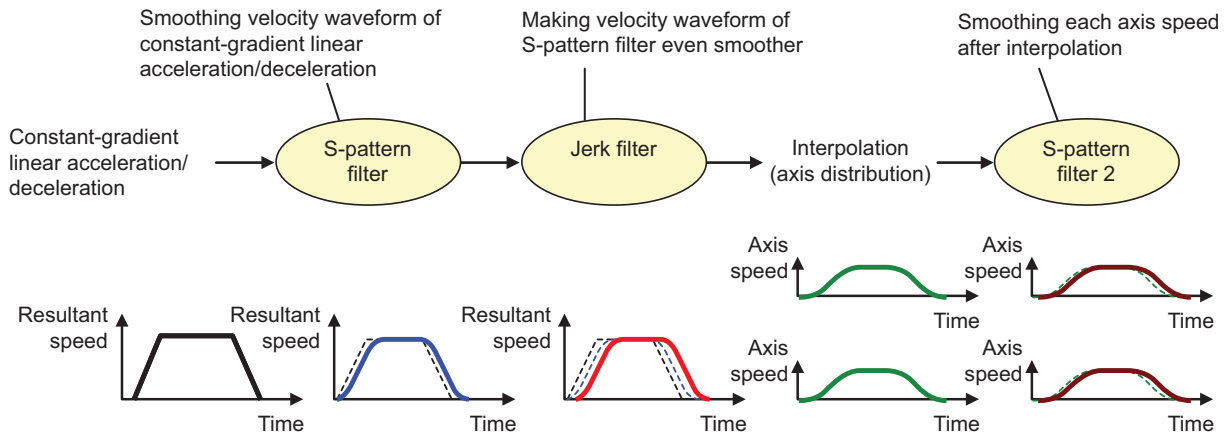 Smoothing velocity waveform of
constant-gradient linear
acceleration/deceleration
Making velocity waveform of
S-pattern filter even smoother
Smoothing each axis speed
after interpolation
Constant-gradient
linear acceleration/
deceleration
S-pattern
filter
Jerk filter
Interpolation
(axis distribution)
S-pattern
filter 2
Resultant
speed
Time
Resultant
speed
Time
Resultant
speed
Time
Axis
speed
Time
Axis
speed
Time
Axis
speed
Time
Axis
speed
Time